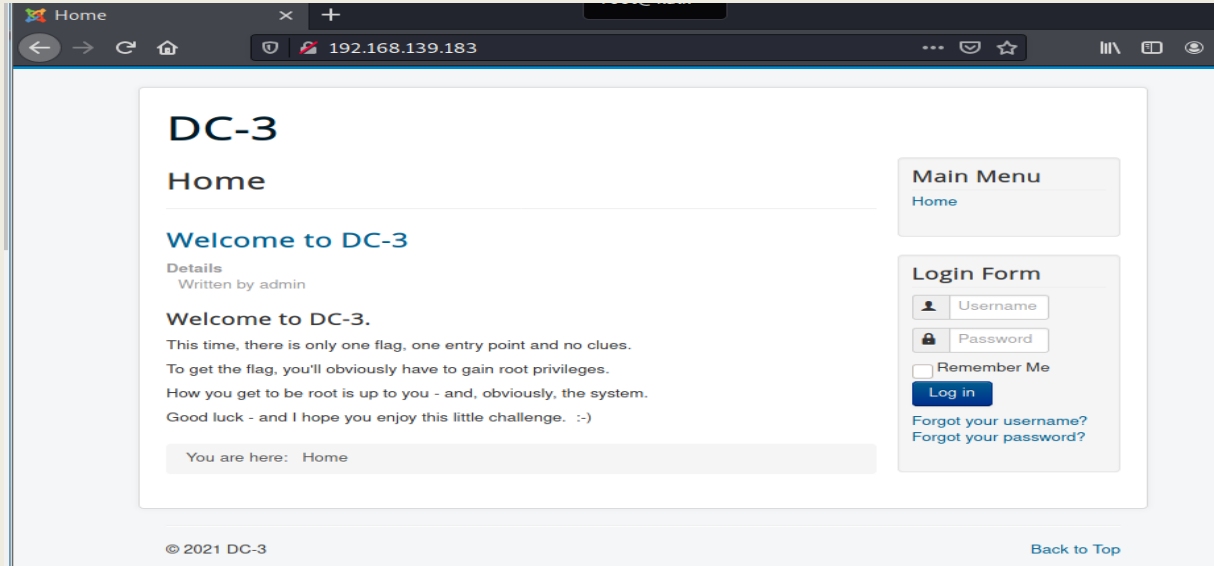 Home
192.168.139.183
DC-3
Home
Welcome to DC-3
Details
Written by admin
Welcome to DC-3.
This time, there is only one flag, one entry point and no clues.
To get the flag, you'll obviously have to gain root privileges.
How you get to be root is up to you - and, obviously, the system.
Good luck - and I hope you enjoy this little challenge. :-)
You are here: Home
Main Menu
Home
Login Form
Username
Password
Remember Me
Log in
Forgot your username?
Forgot your password?
© 2021 DC-3
Back to Top